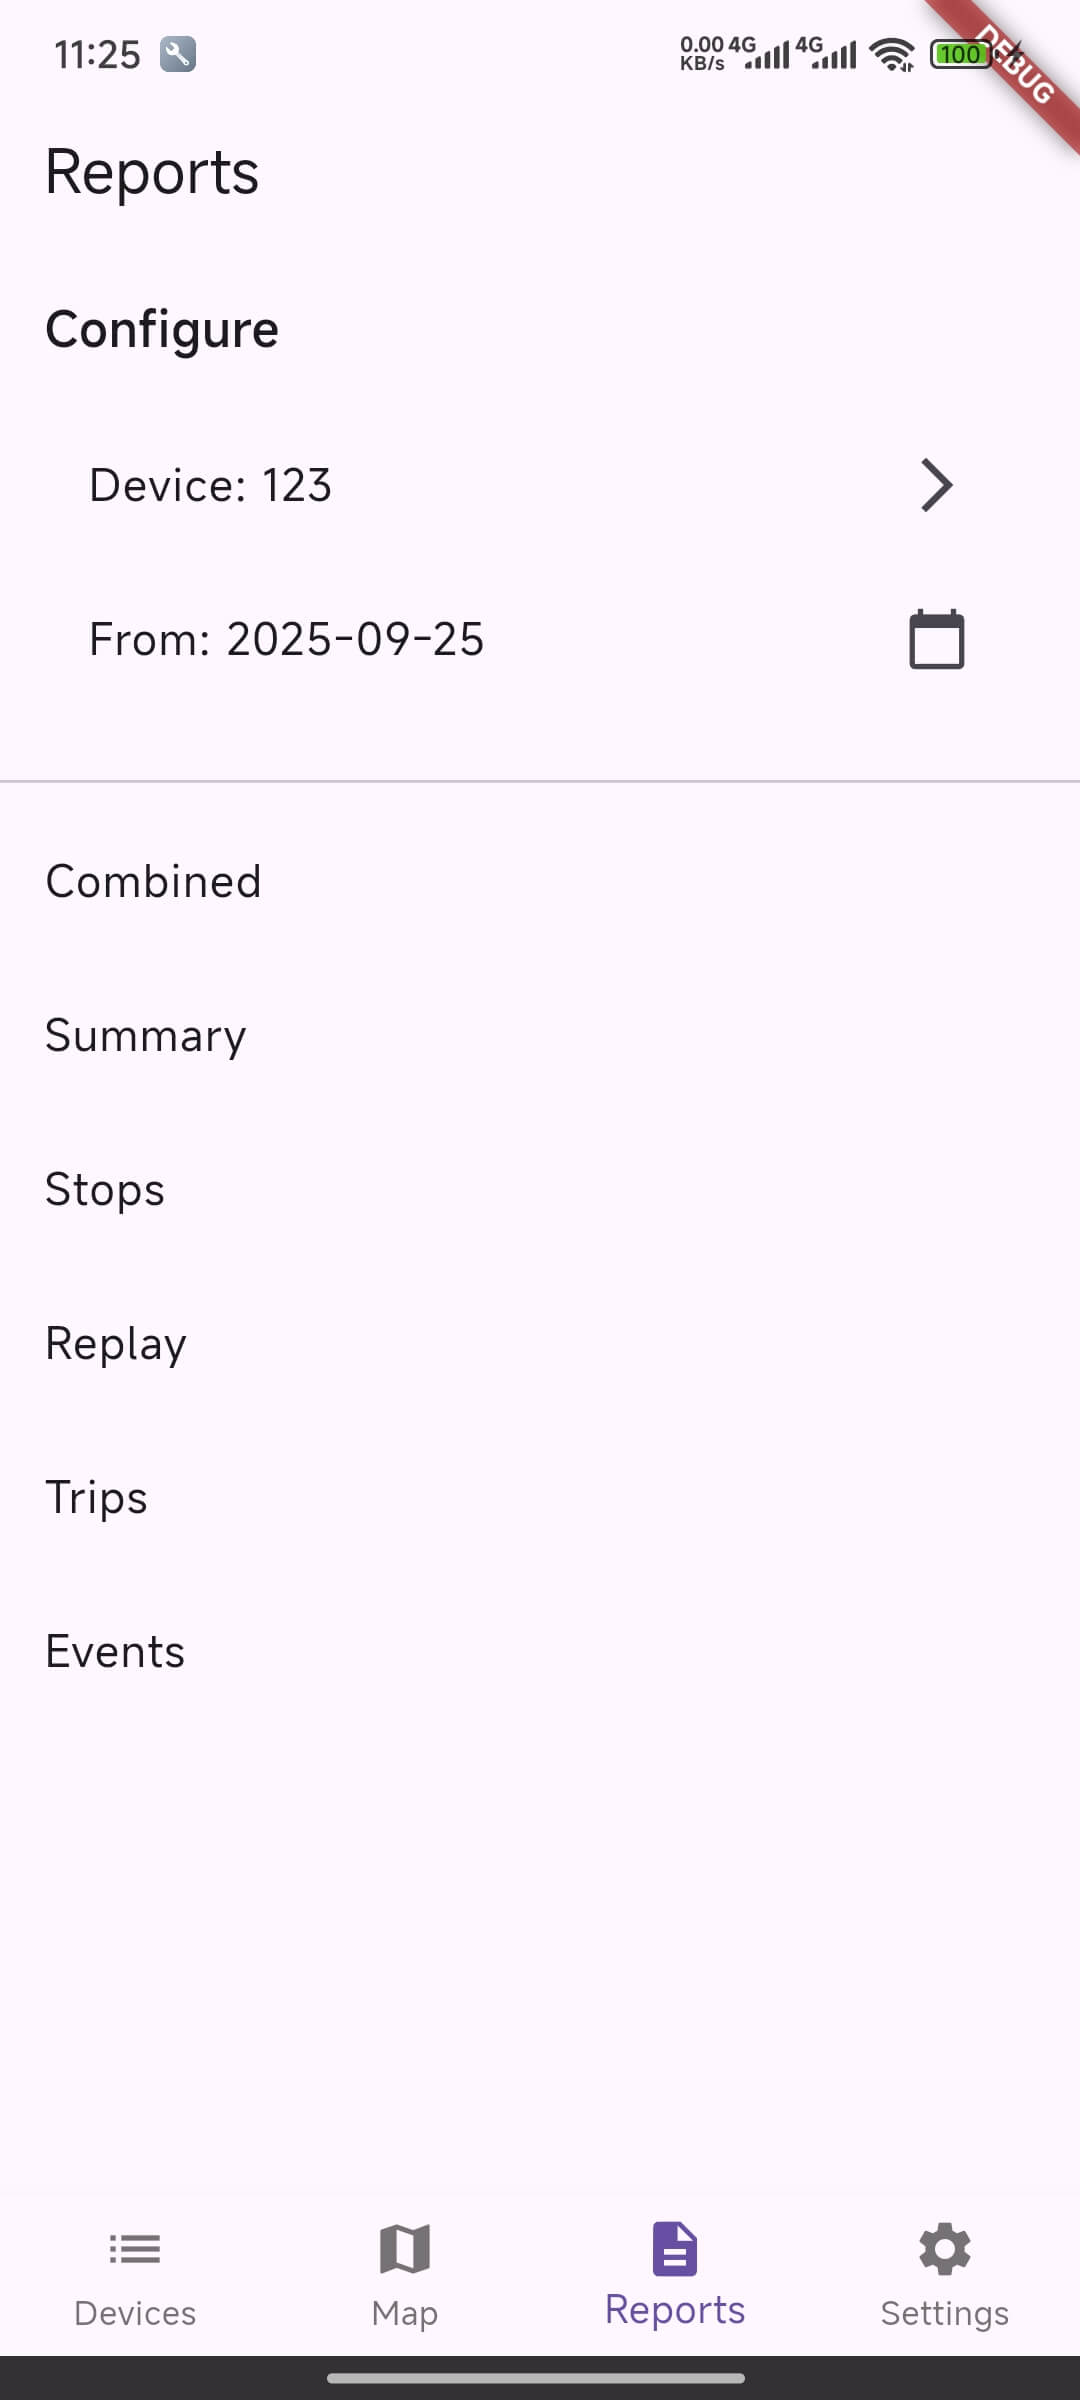 11:25
0.00 4G 4G
KB/s
100
DEBUG
Reports
Configure
Device: 123
From: 2025-09-25
Combined
Summary
Stops
Replay
Trips
Events
Devices
Map
Reports
Settings